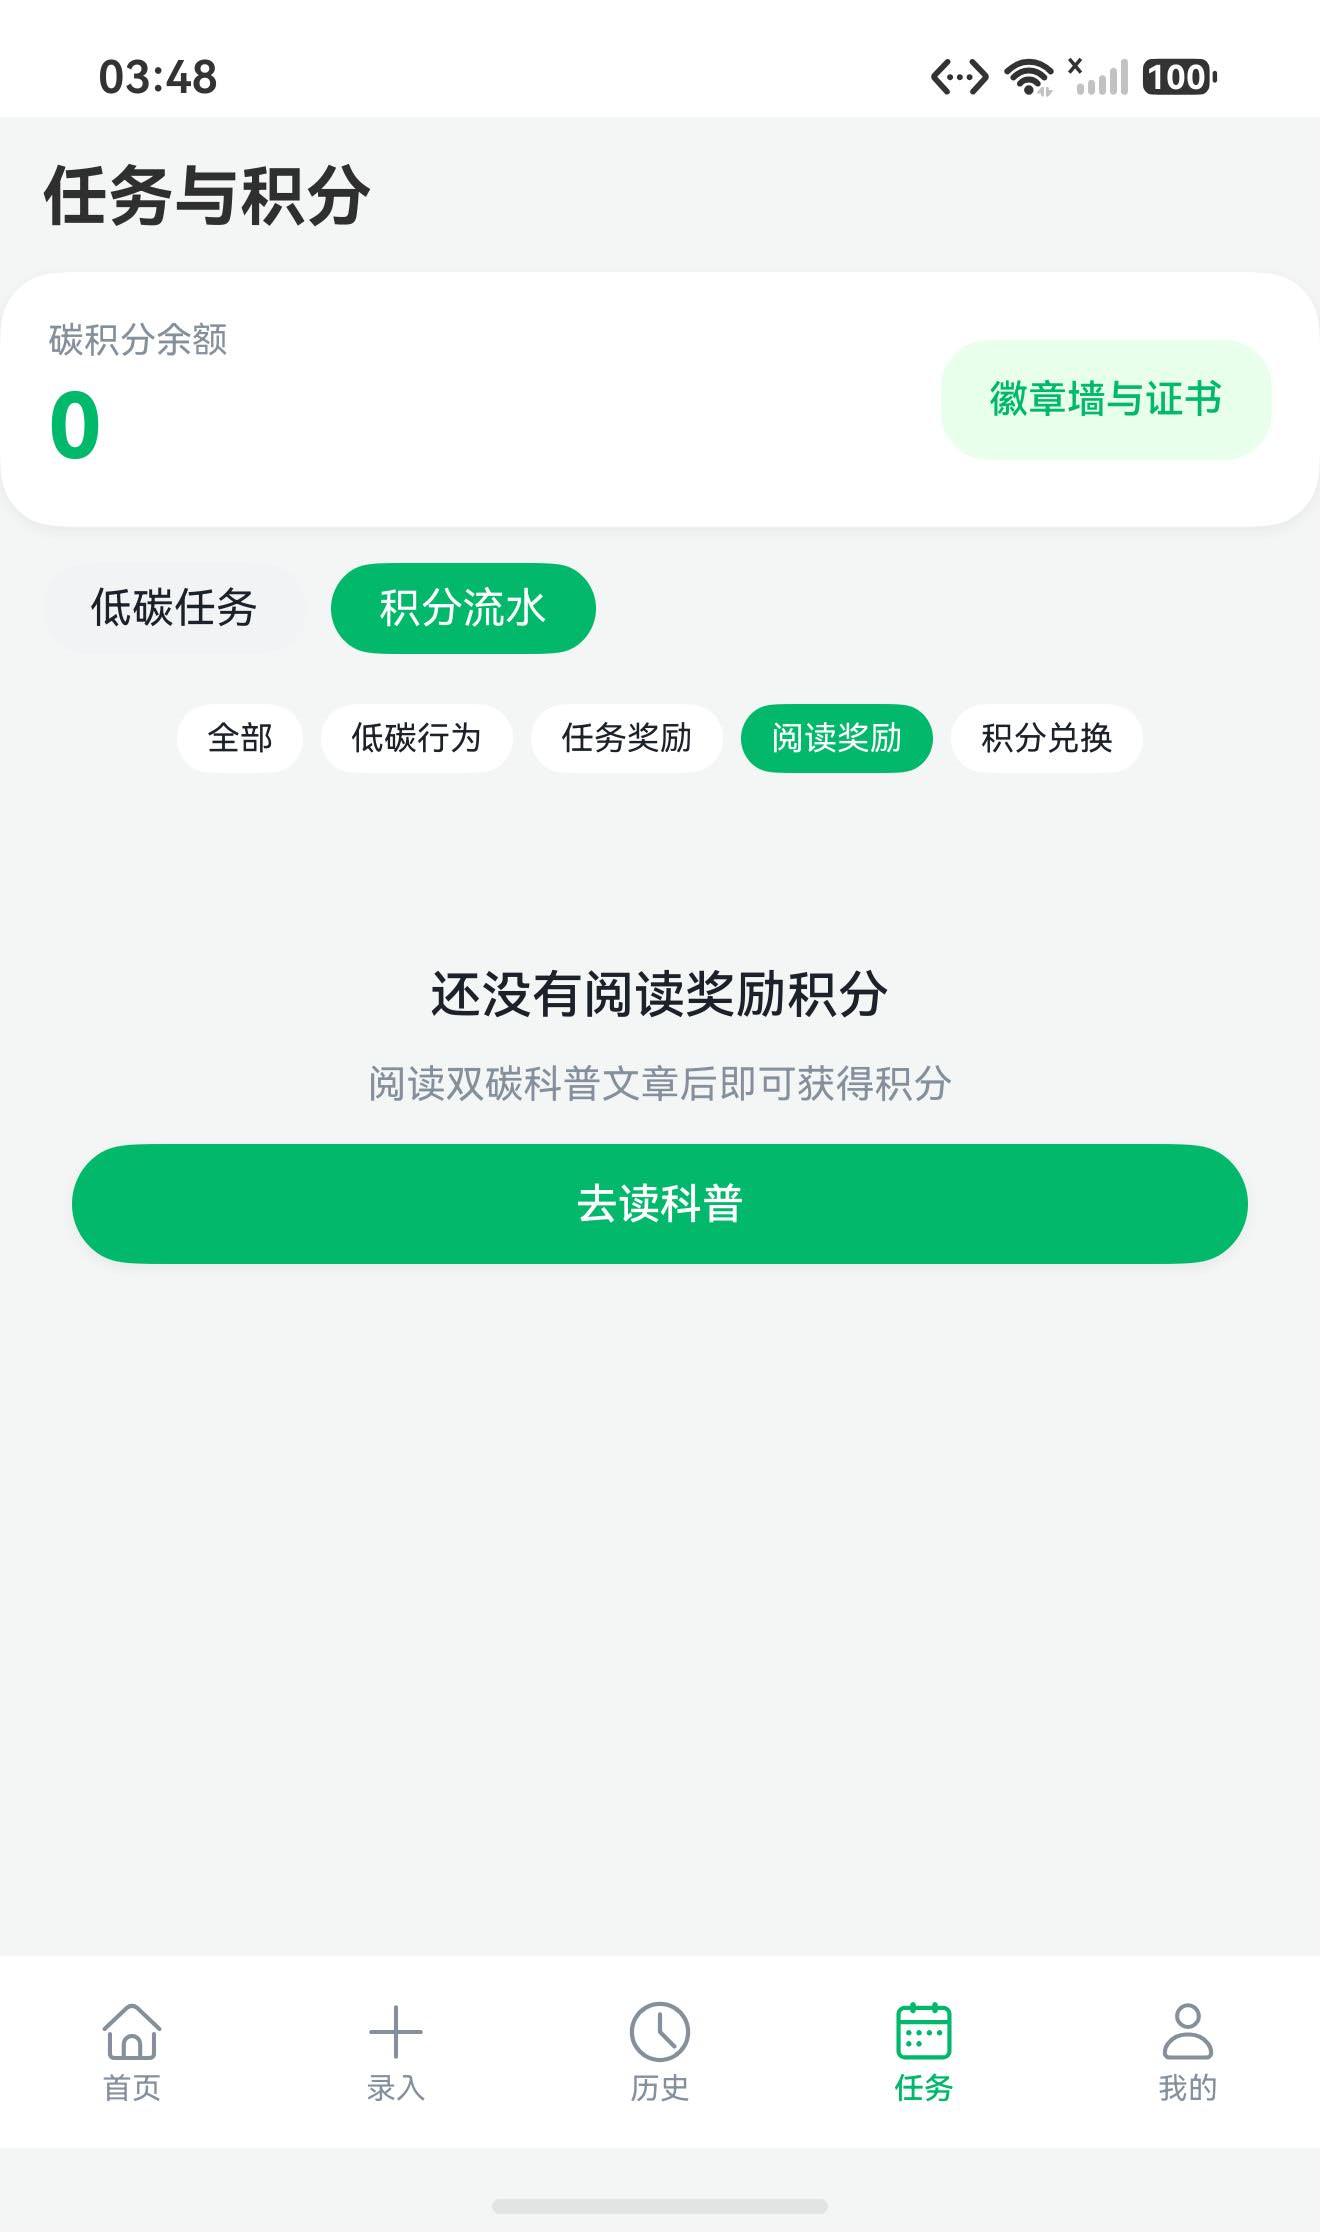 03:48
100
任务与积分
碳积分余额
0
徽章墙与证书
低碳任务 积分流水
全部 低碳行为 任务奖励 阅读奖励 积分兑换
还没有阅读奖励积分
阅读双碳科普文章后即可获得积分
去读科普
首页 录入 历史 任务 我的